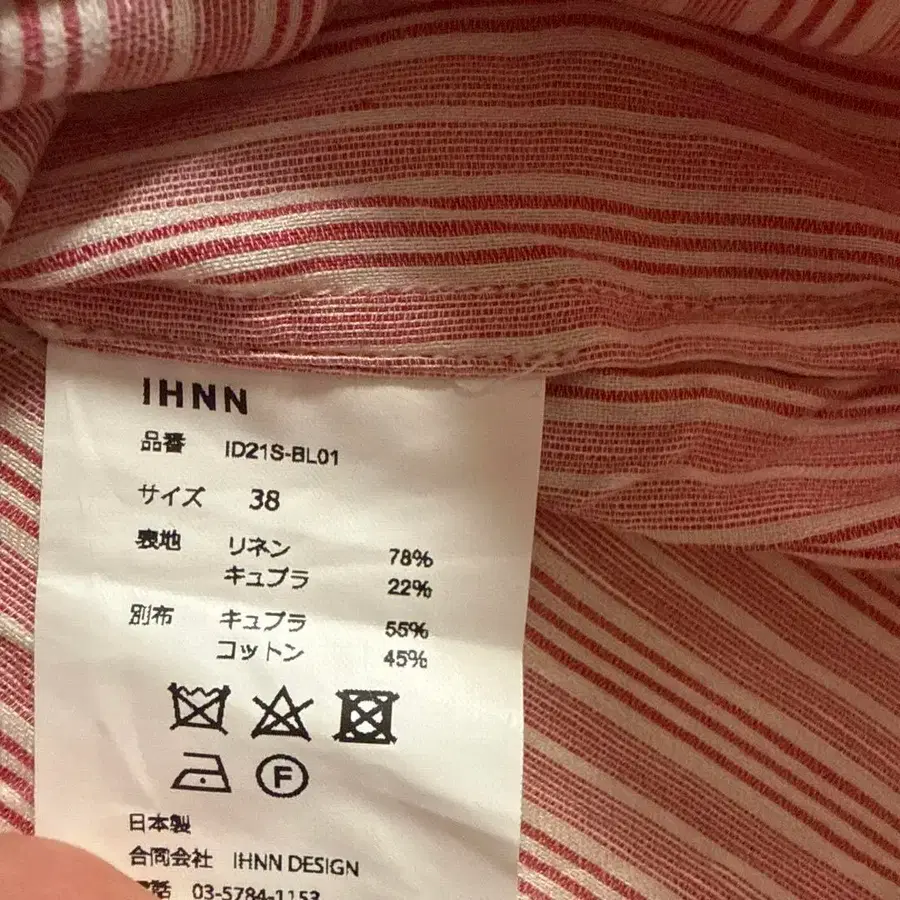 IHNN
品番 ID21S-BL01
サイズ 38
表地 リネン 78%
キュプラ 22%
別布 キュプラ 55%
コットン 45%
F
日本製
合同会社 IHNN DESIGN
電話 03-5784-1153